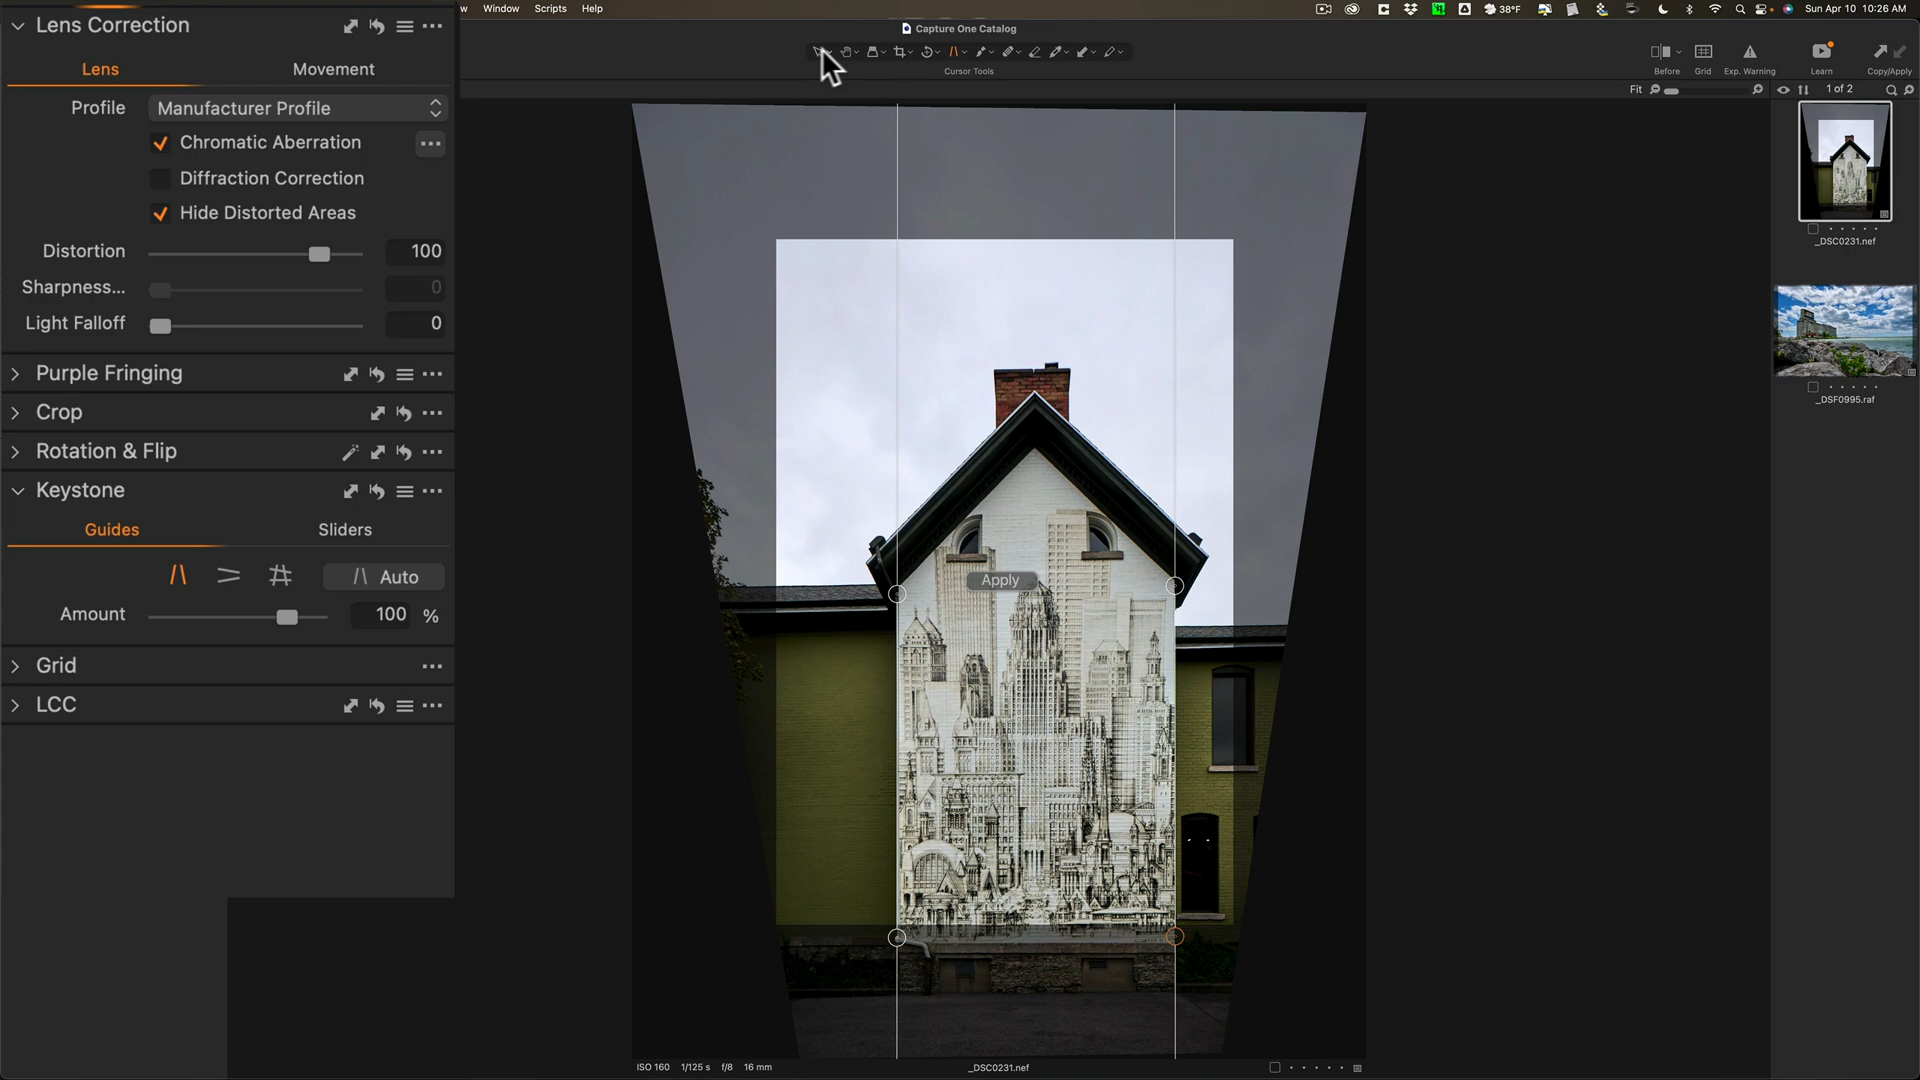 w Window Scripts Help
38°F Sun Apr 10 10:26 AM
Capture One Catalog
Cursor Tools
Before Grid Exp. Warning Learn Copy/Apply
Fit
1 of 2
Lens Correction
Lens Movement
Profile Manufacturer Profile
Chromatic Aberration
Diffraction Correction
Hide Distorted Areas
Distortion 100
Sharpness... 0
Light Falloff 0
Purple Fringing
Crop
Rotation & Flip
Keystone
Guides Sliders
Auto
Amount 100 %
Grid
LCC
Apply
_DSC0231.nef
_DSF0995.raf
ISO 160 1/125 s f/8 16 mm
_DSC0231.nef